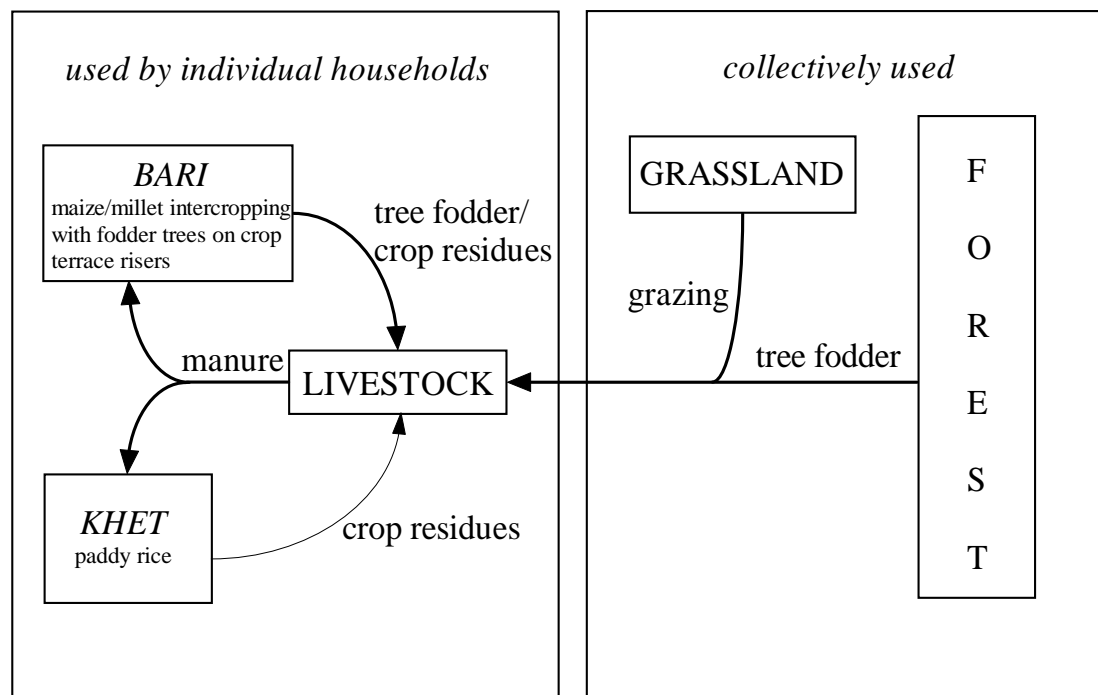 used by individual households
BARI
maize/millet intercropping
with fodder trees on crop
terrace risers
tree fodder/
crop residues
manure
LIVESTOCK
KHET
paddy rice
crop residues
collectively used
GRASSLAND
grazing
tree fodder
F
O
R
E
S
T